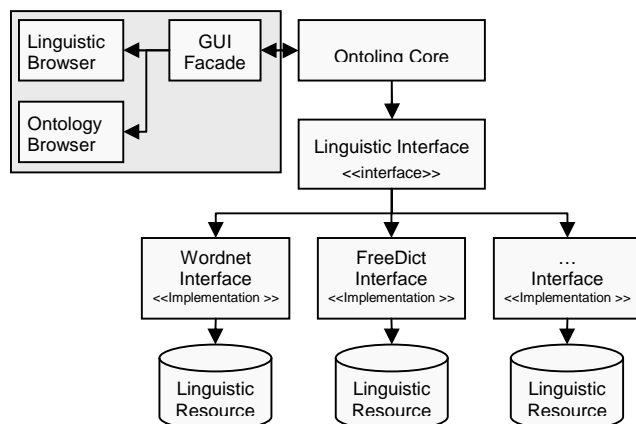 Linguistic
Browser
GUI
Facade
Ontoling Core
Ontology
Browser
Linguistic Interface
<<interface>>
Wordnet
Interface
<<Implementation >>
FreeDict
Interface
<<Implementation >>
…
Interface
<<Implementation >>
Linguistic
Resource
Linguistic
Resource
Linguistic
Resource